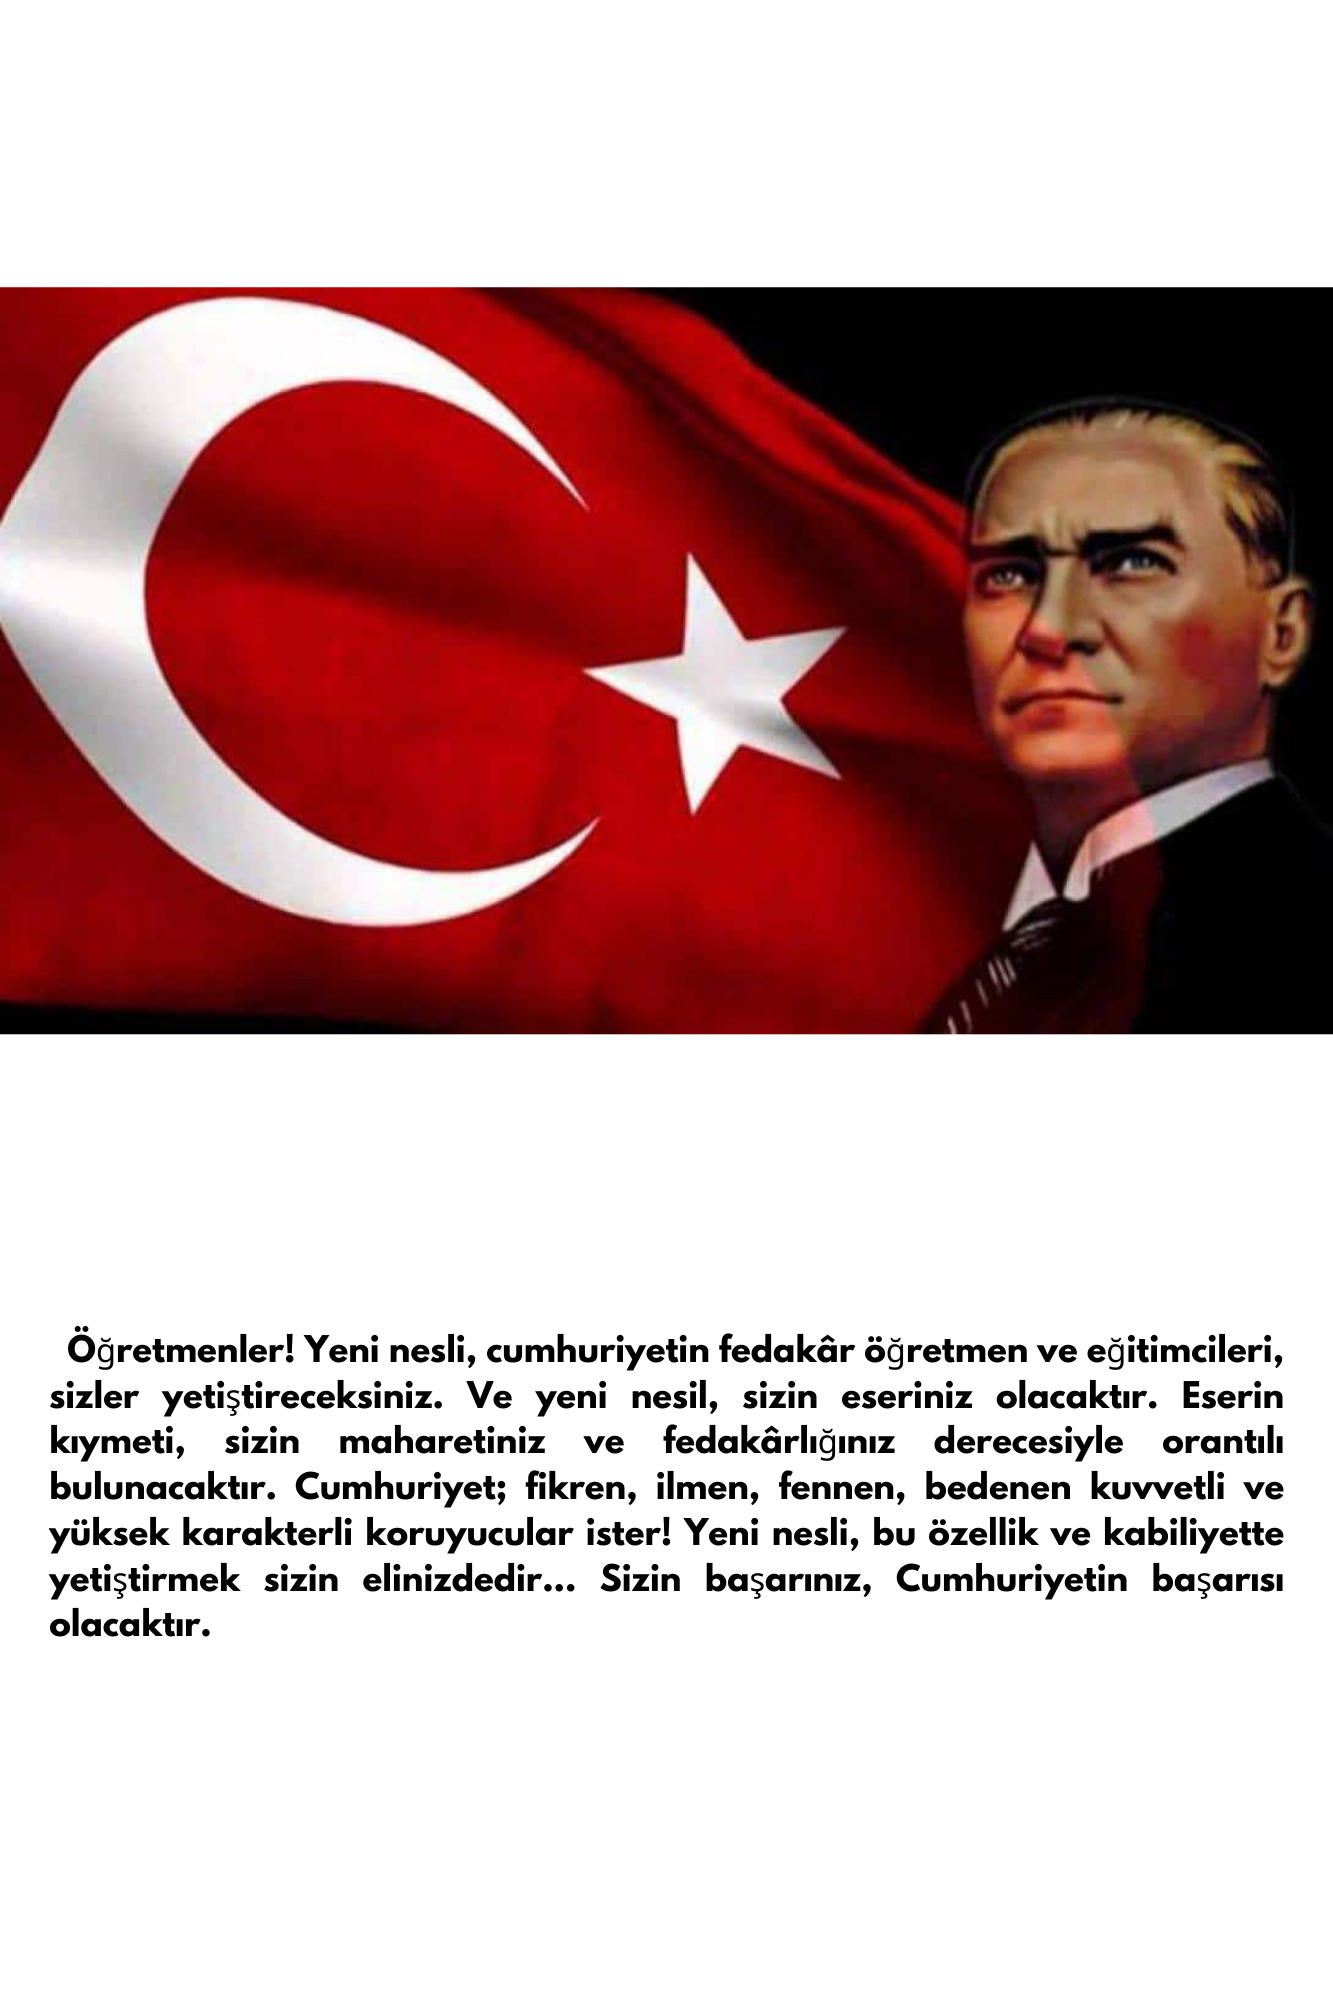 Öğretmenler! Yeni nesli, cumhuriyetin fedakâr öğretmen ve eğitimcileri,
sizler yetiştireceksiniz. Ve yeni nesil, sizin eseriniz olacaktır. Eserin
kıymeti, sizin maharetiniz ve fedakârlığınız derecesiyle orantılı
bulunacaktır. Cumhuriyet; fikren, ilmen, fennen, bedenen kuvvetli ve
yüksek karakterli koruyucular ister! Yeni nesli, bu özellik ve kabiliyette
yetiştirmek sizin elinizdedir... Sizin başarınız, Cumhuriyetin başarısı
olacaktır.